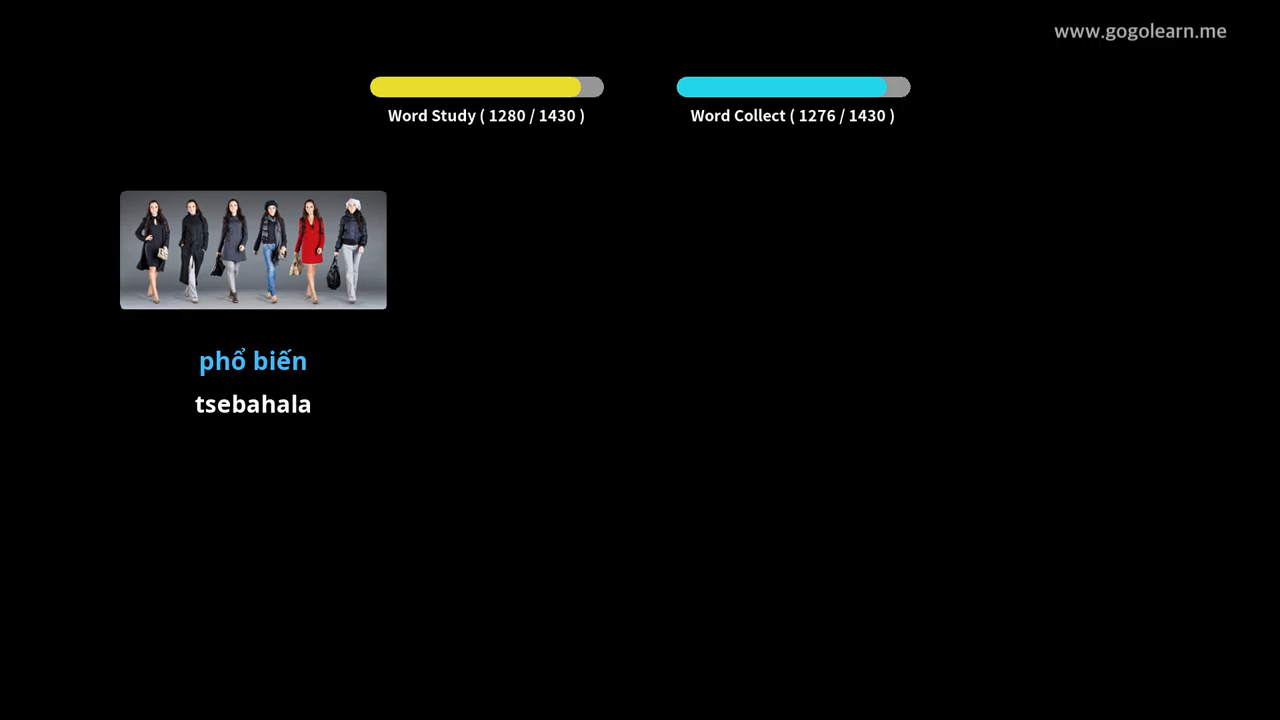 www.gogolearn.me
Word Study ( 1280 / 1430 )
Word Collect ( 1276 / 1430 )
phổ biến
tsebahala